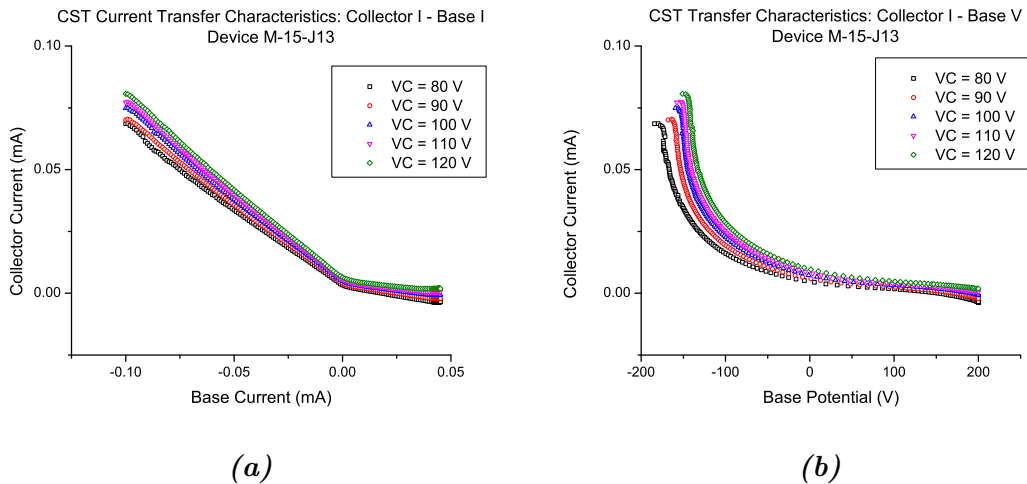 CST Current Transfer Characteristics: Collector I - Base I
Device M-15-J13
VC = 80 V
VC = 90 V
VC = 100 V
VC = 110 V
VC = 120 V
0.10
0.05
0.00
Collector Current (mA)
-0.10
-0.05
0.00
0.05
Base Current (mA)
(a)
CST Transfer Characteristics: Collector I - Base V
Device M-15-J13
VC = 80 V
VC = 90 V
VC = 100 V
VC = 110 V
VC = 120 V
0.10
0.05
0.00
Collector Current (mA)
-200
-100
0
100
200
Base Potential (V)
(b)